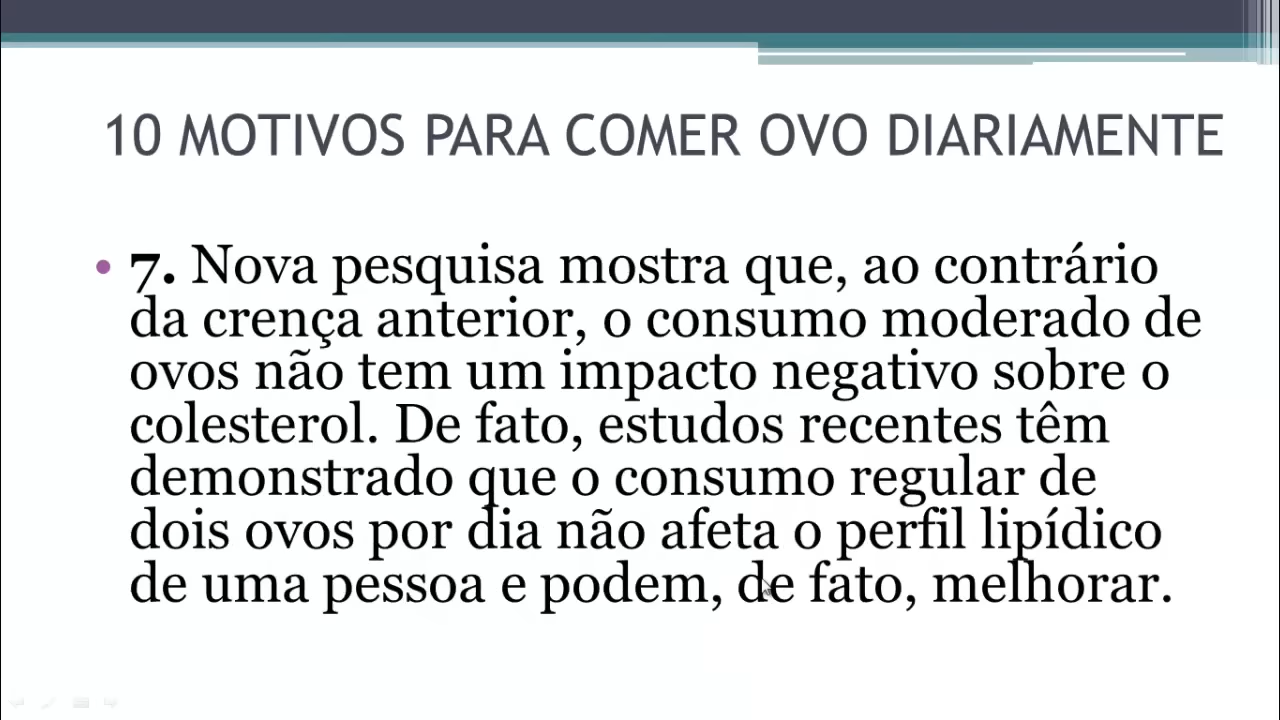 10 MOTIVOS PARA COMER OVO DIARIAMENTE
• 7. Nova pesquisa mostra que, ao contrário
da crença anterior, o consumo moderado de
ovos não tem um impacto negativo sobre o
colesterol. De fato, estudos recentes têm
demonstrado que o consumo regular de
dois ovos por dia não afeta o perfil lipídico
de uma pessoa e podem, de fato, melhorar.